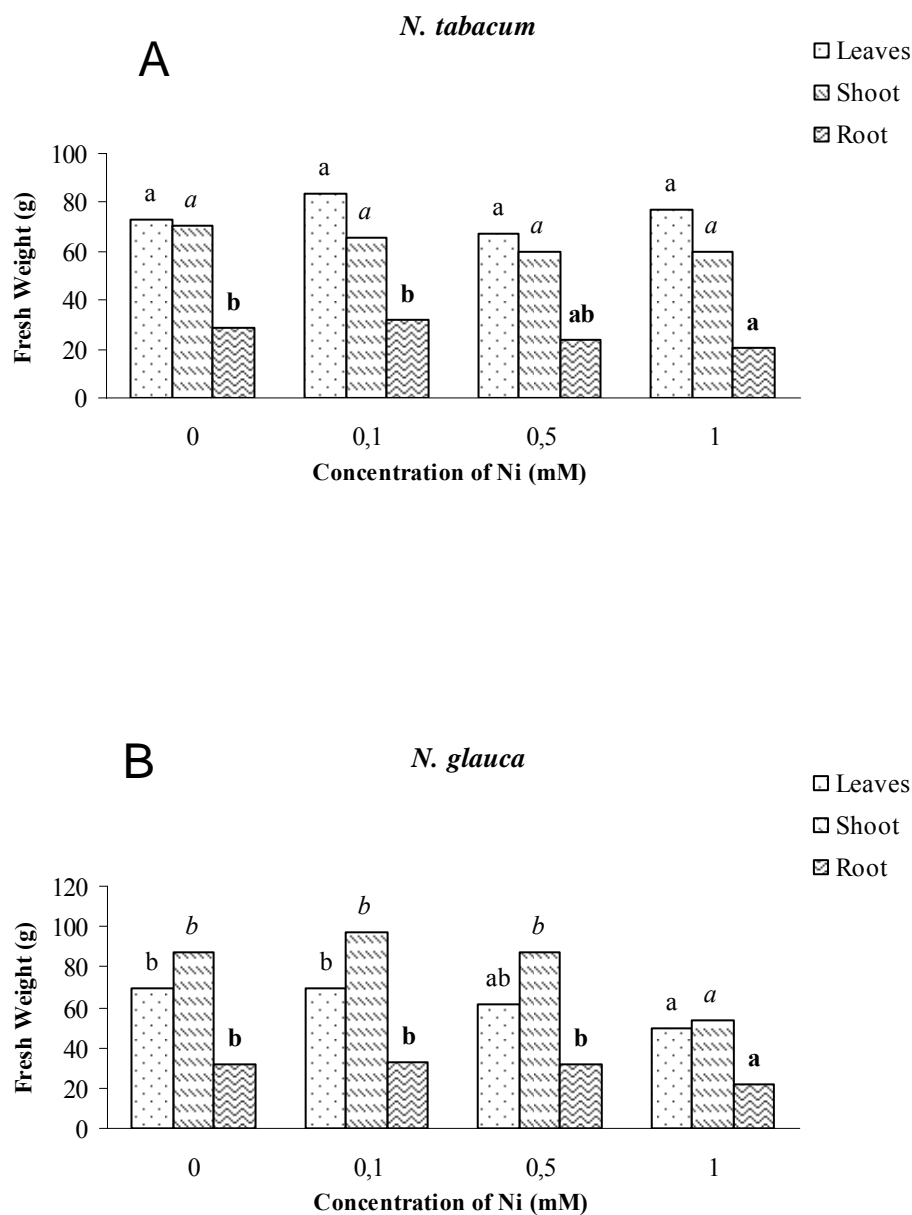 N. tabacum
A
Leaves
Shoot
Root
100
80
60
40
20
0
Fresh Weight (g)
a a b
a a b
a a ab
a a a
0 0,1 0,5 1
Concentration of Ni (mM)
B
N. glauca
Leaves
Shoot
Root
120
100
80
60
40
20
0
Fresh Weight (g)
b b b
b b b
ab b b
a a a
0 0,1 0,5 1
Concentration of Ni (mM)